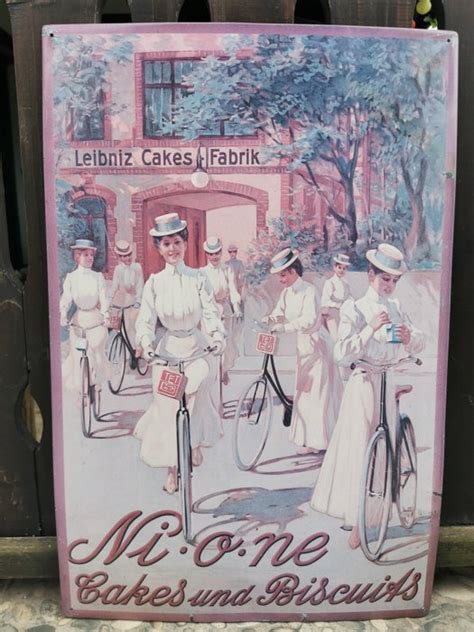 Leibniz Cakes Fabrik
Ni·o·ne
Cakes und Biscuits